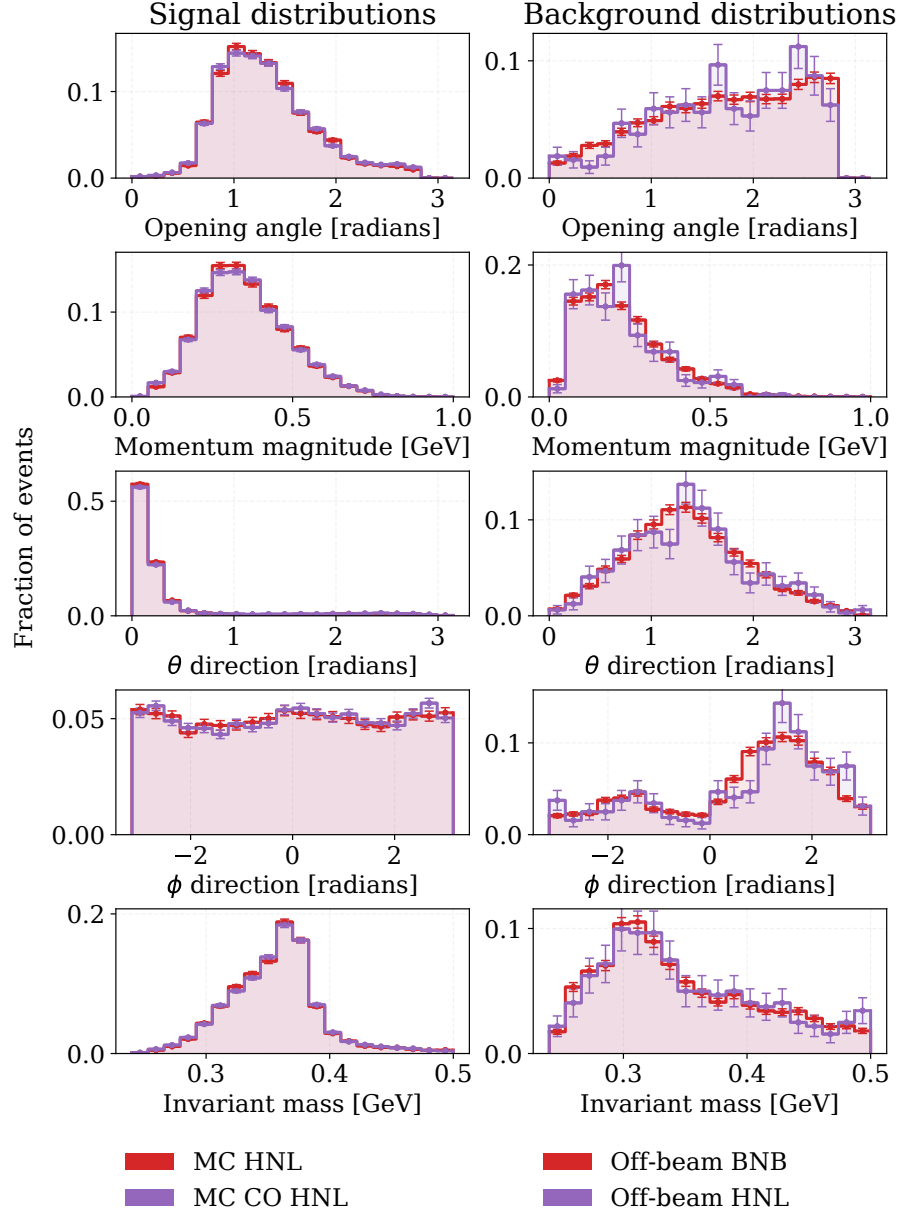 Signal distributions Background distributions
0.1
0.0
0 1 2 3
Opening angle [radians]
0.1
0.0
0 1 2 3
Opening angle [radians]
0.1
0.0
0.0 0.5 1.0
Momentum magnitude [GeV]
0.2
0.0
0.0 0.5 1.0
Momentum magnitude [GeV]
Fraction of events
0.5
0.0
0 1 2 3
θ direction [radians]
0.1
0.0
0 1 2 3
θ direction [radians]
0.05
0.00
−2 0 2
ϕ direction [radians]
0.1
0.0
−2 0 2
ϕ direction [radians]
0.2
0.0
0.3 0.4 0.5
Invariant mass [GeV]
0.1
0.0
0.3 0.4 0.5
Invariant mass [GeV]
MC HNL
MC CO HNL
Off-beam BNB
Off-beam HNL